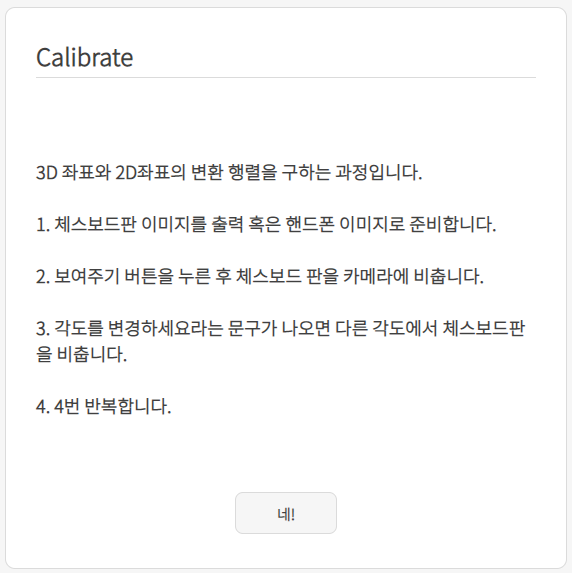 Calibrate
3D 좌표와 2D좌표의 변환 행렬을 구하는 과정입니다.
1. 체스보드판 이미지를 출력 혹은 핸드폰 이미지로 준비합니다.
2. 보여주기 버튼을 누른 후 체스보드 판을 카메라에 비춥니다.
3. 각도를 변경하세요라는 문구가 나오면 다른 각도에서 체스보드판
을 비춥니다.
4. 4번 반복합니다.
네!